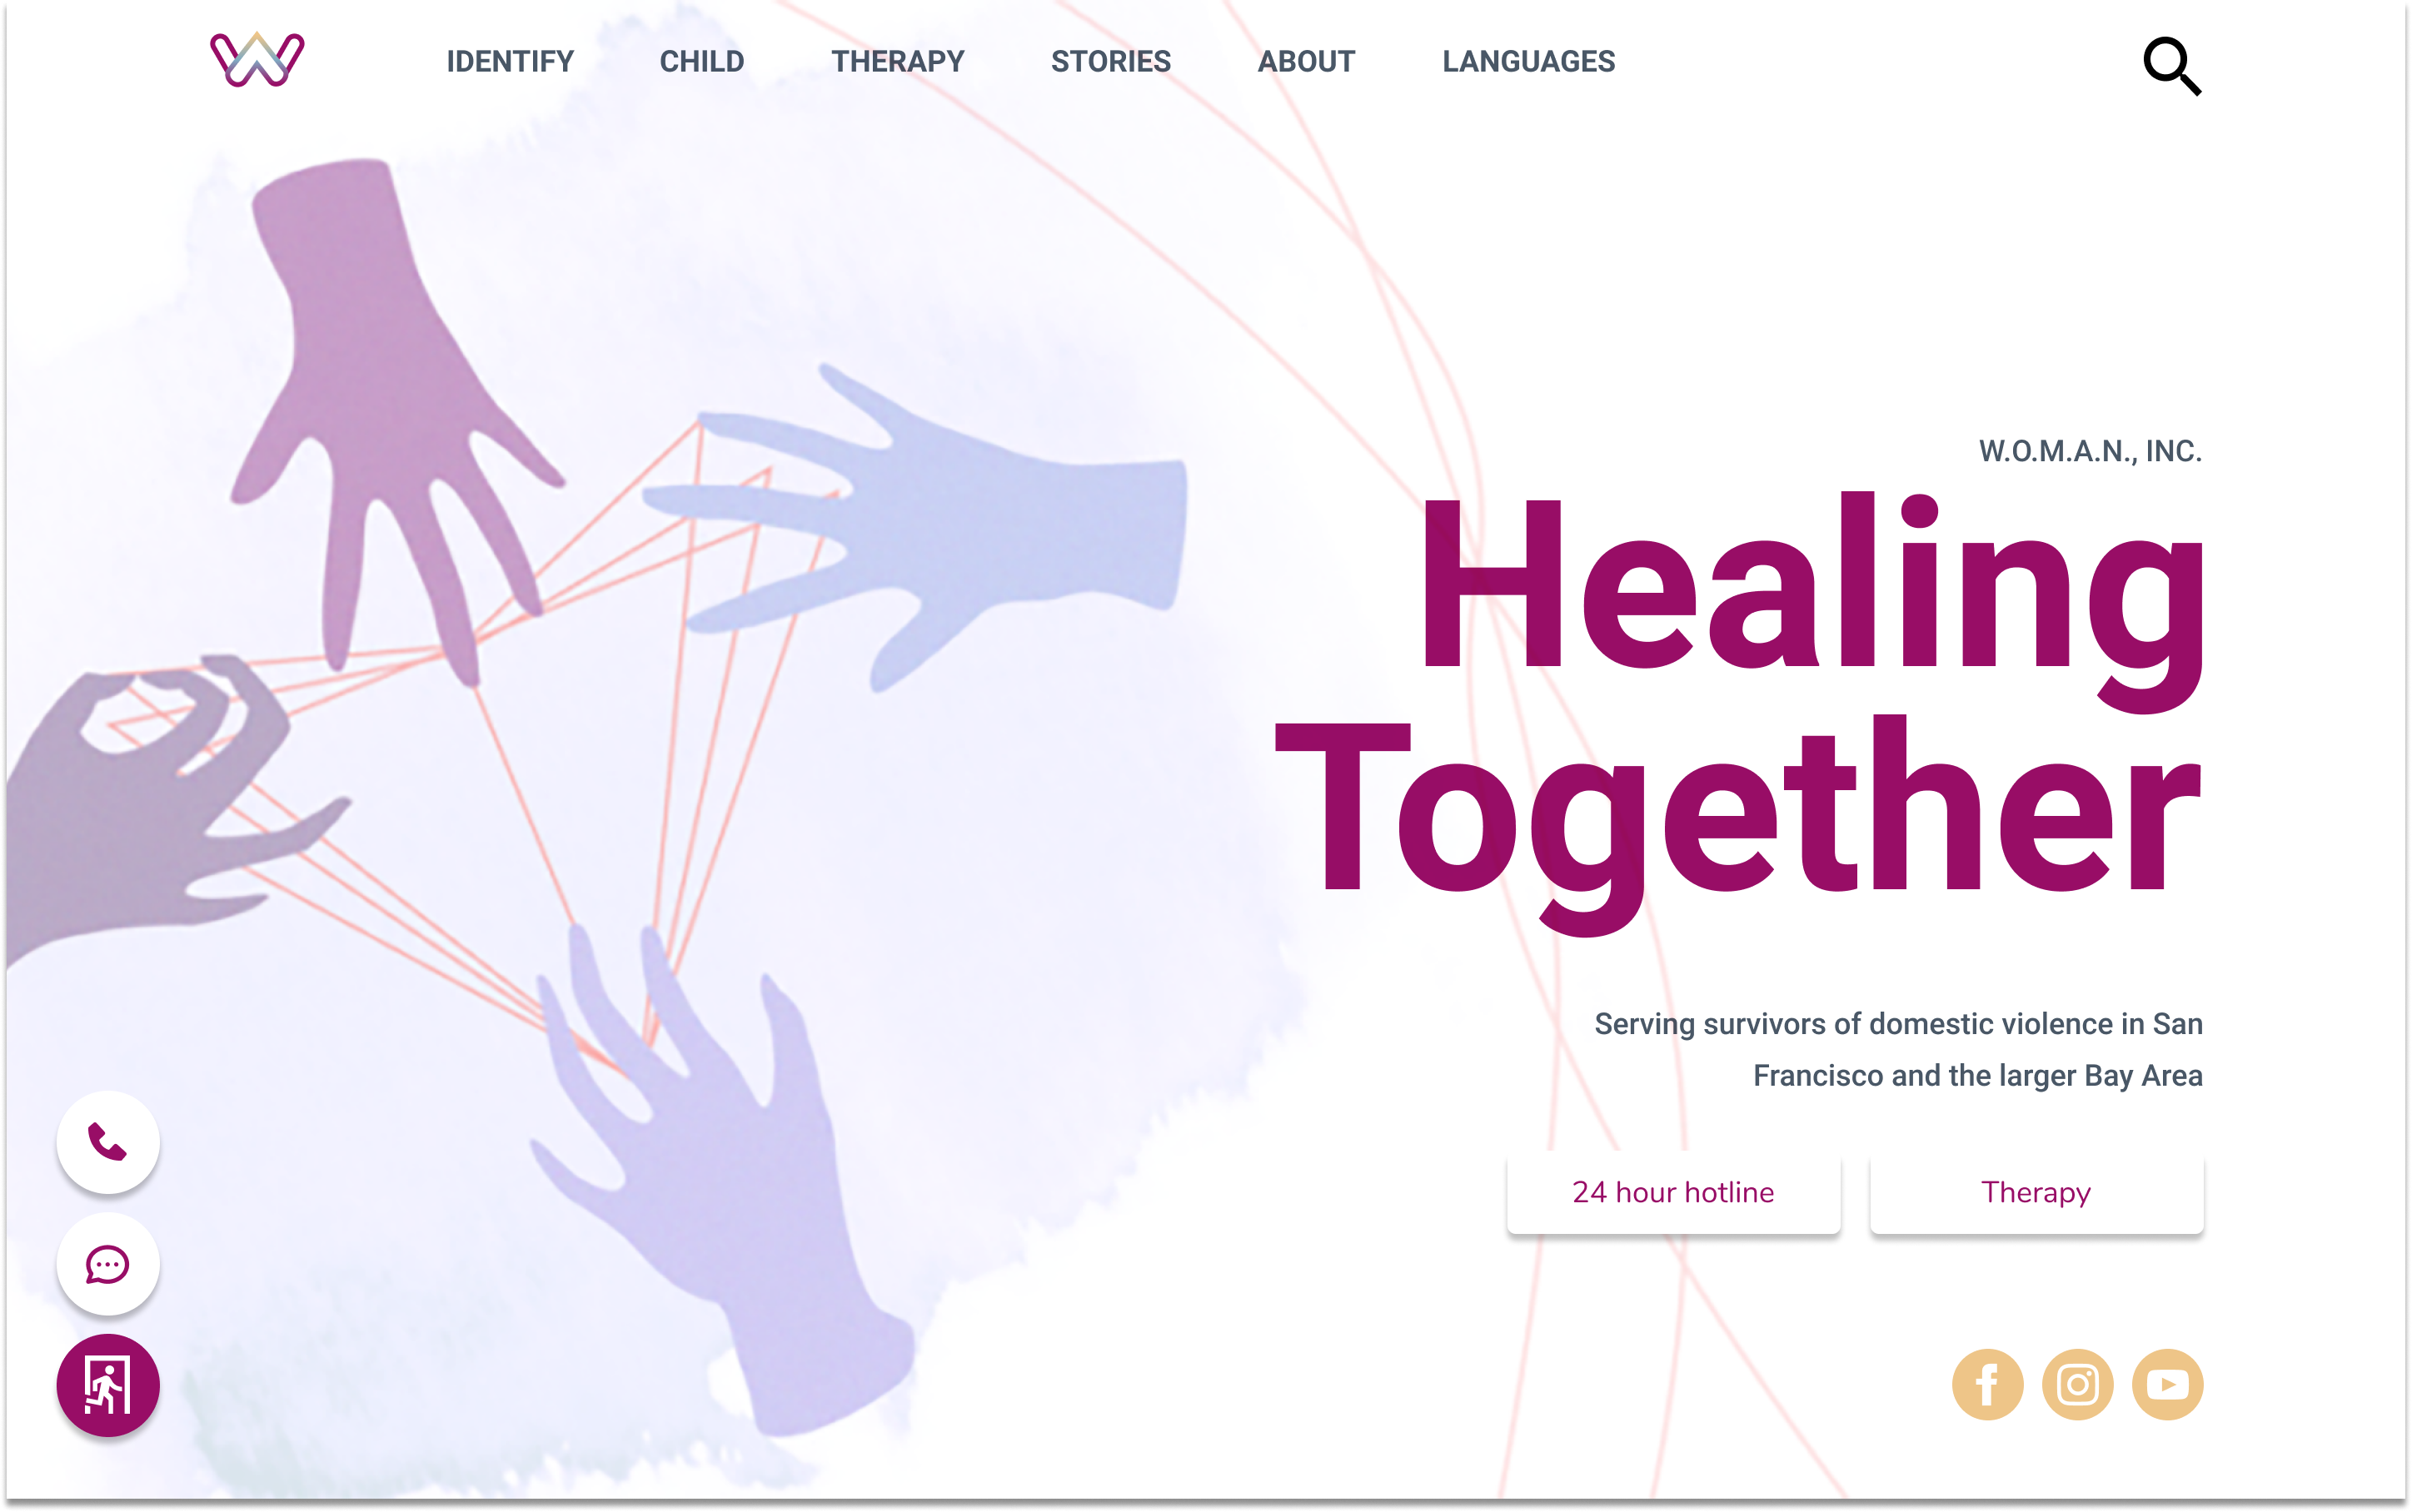 IDENTIFY CHILD THERAPY STORIES ABOUT LANGUAGES
W.O.M.A.N., INC.
Healing
Together
Serving survivors of domestic violence in San
Francisco and the larger Bay Area
24 hour hotline Therapy